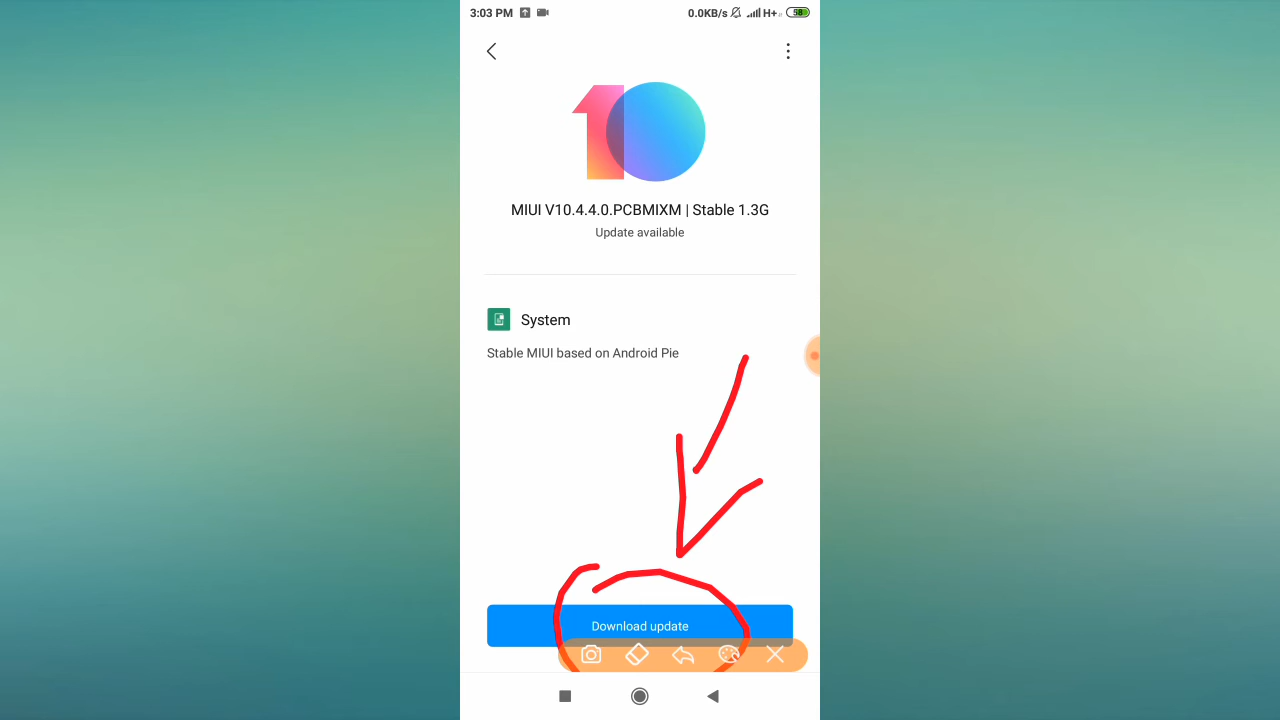 3:03 PM 0.0KB/s H+ 58
10
MIUI V10.4.4.0.PCBMIXM | Stable 1.3G
Update available
System
Stable MIUI based on Android Pie
Download update